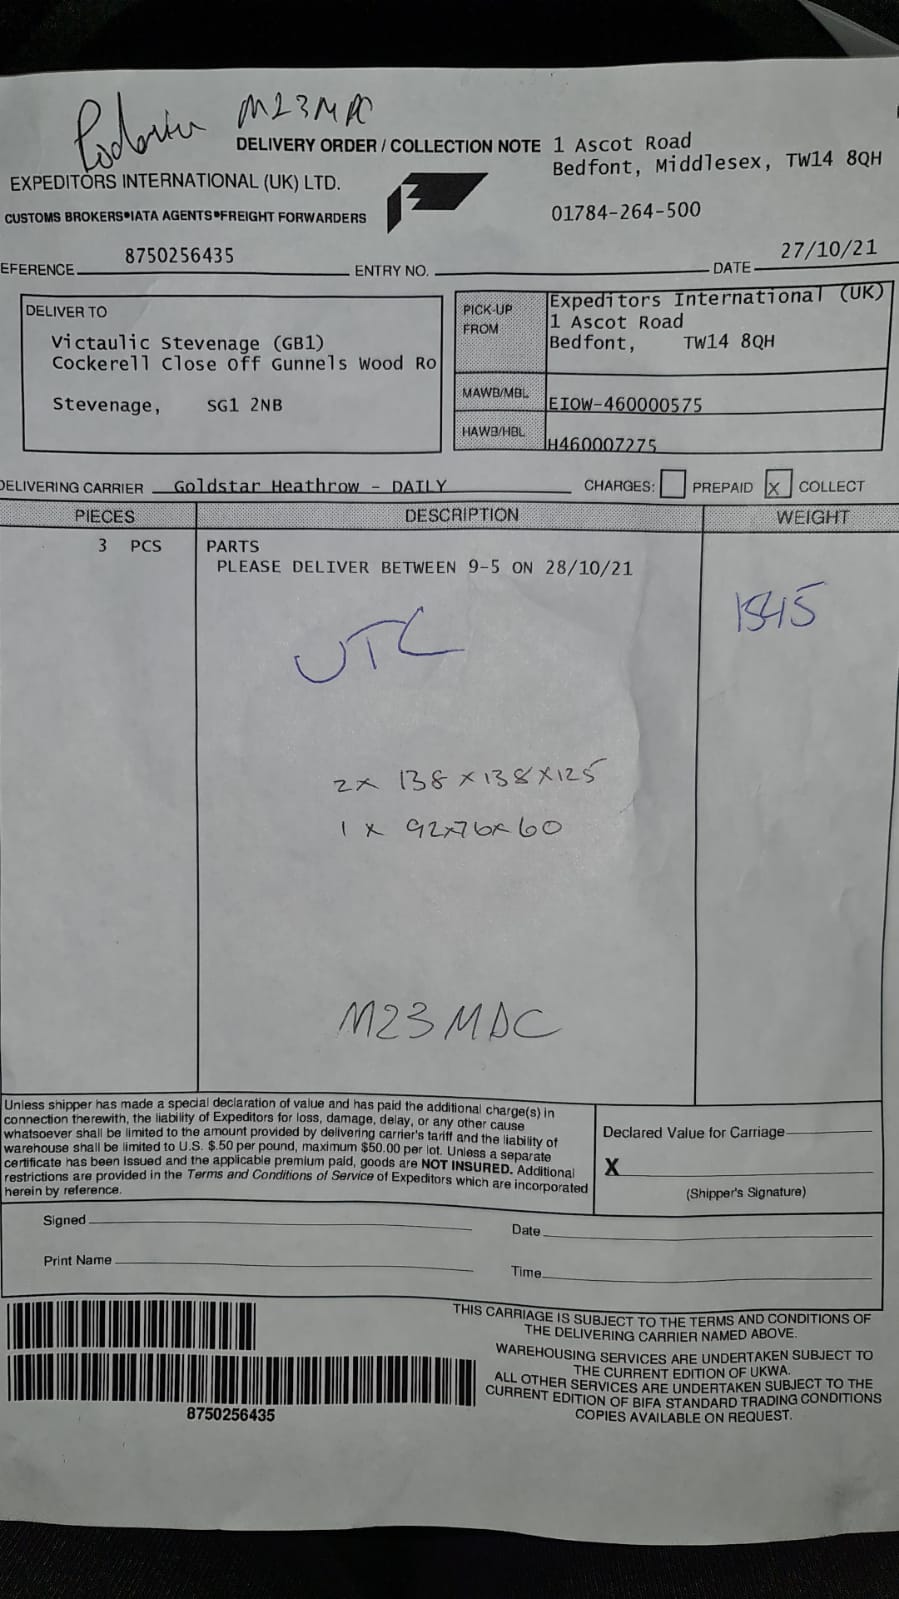 M23MDC
DELIVERY ORDER / COLLECTION NOTE
1 Ascot Road
Bedfont, Middlesex, TW14 8QH
EXPEDITORS INTERNATIONAL (UK) LTD.
CUSTOMS BROKERS•IATA AGENTS•FREIGHT FORWARDERS
01784-264-500
EFERENCE 8750256435 ENTRY NO. DATE 27/10/21
DELIVER TO
Victaulic Stevenage (GB1)
Cockerell Close Off Gunnels Wood Ro
Stevenage, SG1 2NB
PICK-UP FROM
Expeditors International (UK)
1 Ascot Road
Bedfont, TW14 8QH
MAWB/MBL EIOW-460000575
HAWB/HBL H460007275
DELIVERING CARRIER Goldstar Heathrow - DAILY CHARGES: PREPAID X COLLECT
PIECES DESCRIPTION WEIGHT
3 PCS PARTS
PLEASE DELIVER BETWEEN 9-5 ON 28/10/21
UTC 1545
2x 138x138x125
1 x 92x76x60
M23MDC
Unless shipper has made a special declaration of value and has paid the additional charge(s) in
connection therewith, the liability of Expeditors for loss, damage, delay, or any other cause
whatsoever shall be limited to the amount provided by delivering carrier's tariff and the liability of
warehouse shall be limited to U.S. $.50 per pound, maximum $50.00 per lot. Unless a separate
certificate has been issued and the applicable premium paid, goods are NOT INSURED. Additional
restrictions are provided in the Terms and Conditions of Service of Expeditors which are incorporated
herein by reference.
Declared Value for Carriage
X
(Shipper's Signature)
Signed Date
Print Name Time
THIS CARRIAGE IS SUBJECT TO THE TERMS AND CONDITIONS OF
THE DELIVERING CARRIER NAMED ABOVE.
WAREHOUSING SERVICES ARE UNDERTAKEN SUBJECT TO
THE CURRENT EDITION OF UKWA.
ALL OTHER SERVICES ARE UNDERTAKEN SUBJECT TO THE
CURRENT EDITION OF BIFA STANDARD TRADING CONDITIONS
COPIES AVAILABLE ON REQUEST.
8750256435